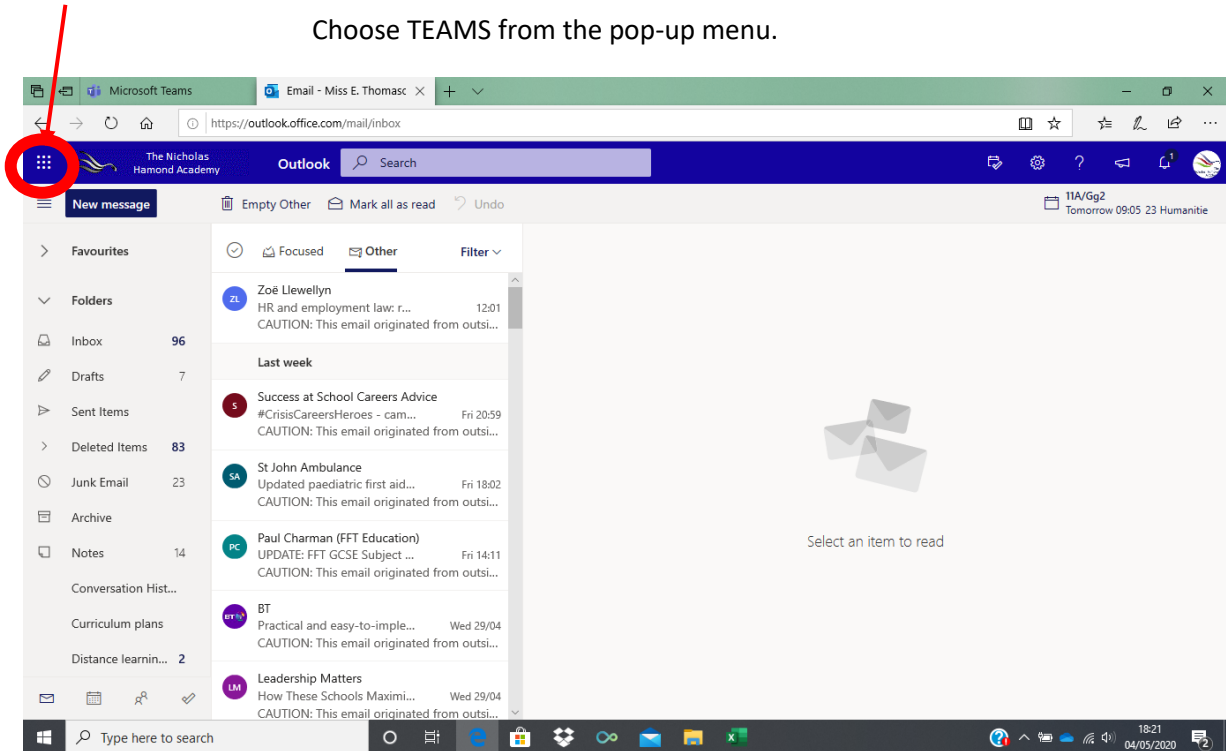 Choose TEAMS from the pop-up menu.
Microsoft Teams
Email - Miss E. Thomasc
https://outlook.office.com/mail/inbox
The Nicholas
Hamond Academy
Outlook
Search
?
1
New message
Empty Other
Mark all as read
Undo
11A/Gg2
Tomorrow 09:05 23 Humanitie
Favourites
Folders
Inbox 96
Drafts 7
Sent Items
Deleted Items 83
Junk Email 23
Archive
Notes 14
Conversation Hist...
Curriculum plans
Distance learnin... 2
Focused
Other
Filter
ZL
Zoë Llewellyn
HR and employment law: r... 12:01
CAUTION: This email originated from outsi...
Last week
S
Success at School Careers Advice
#CrisisCareersHeroes - cam... Fri 20:59
CAUTION: This email originated from outsi...
SA
St John Ambulance
Updated paediatric first aid... Fri 18:02
CAUTION: This email originated from outsi...
PC
Paul Charman (FFT Education)
UPDATE: FFT GCSE Subject ... Fri 14:11
CAUTION: This email originated from outsi...
BT
BT
Practical and easy-to-imple... Wed 29/04
CAUTION: This email originated from outsi...
LM
Leadership Matters
How These Schools Maximi... Wed 29/04
CAUTION: This email originated from outsi...
Select an item to read
Type here to search
18:21
04/05/2020
2